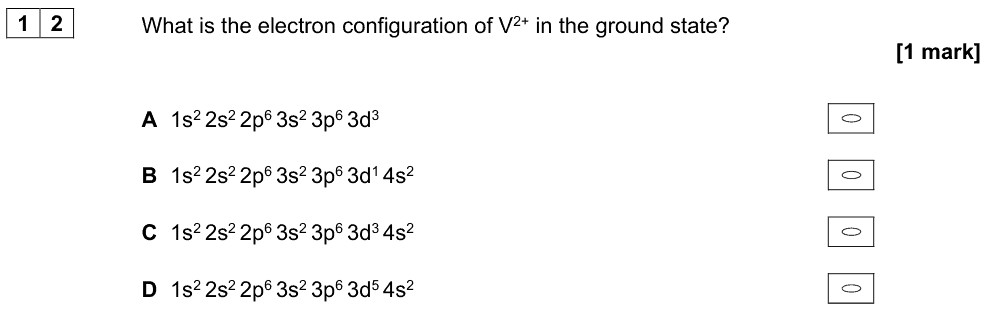 1 2 What is the electron configuration of V²⁺ in the ground state?
[1 mark]
A 1s² 2s² 2p⁶ 3s² 3p⁶ 3d³
B 1s² 2s² 2p⁶ 3s² 3p⁶ 3d¹ 4s²
C 1s² 2s² 2p⁶ 3s² 3p⁶ 3d³ 4s²
D 1s² 2s² 2p⁶ 3s² 3p⁶ 3d⁵ 4s²